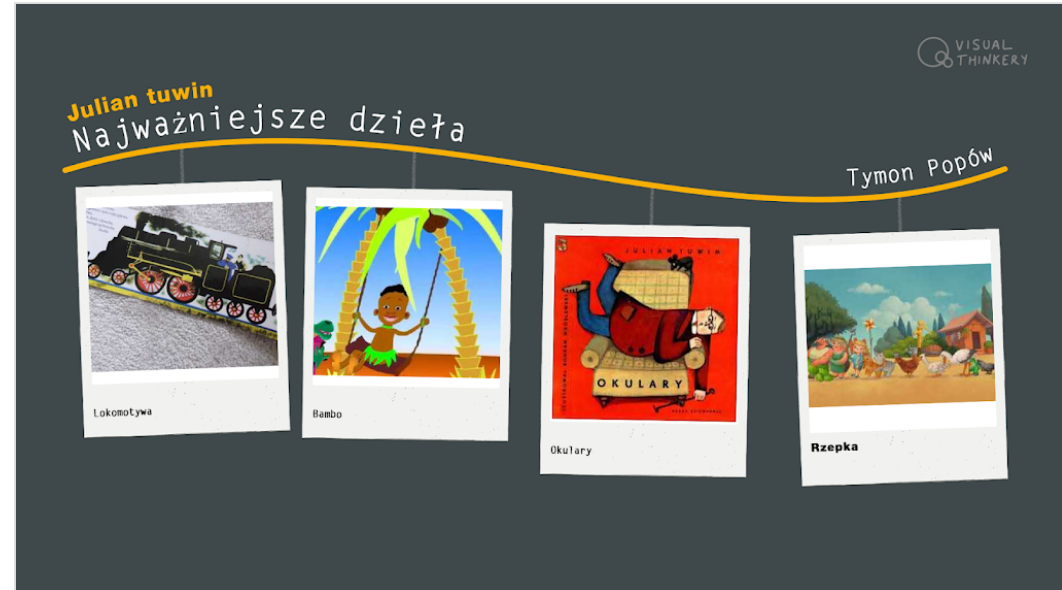 VISUAL
THINKERY
Julian tuwin
Najważniejsze dzieła
Tymon Popów
Lokomotywa
Bambo
JULIAN TUWIM
OKULARY
Okulary
Rzepka